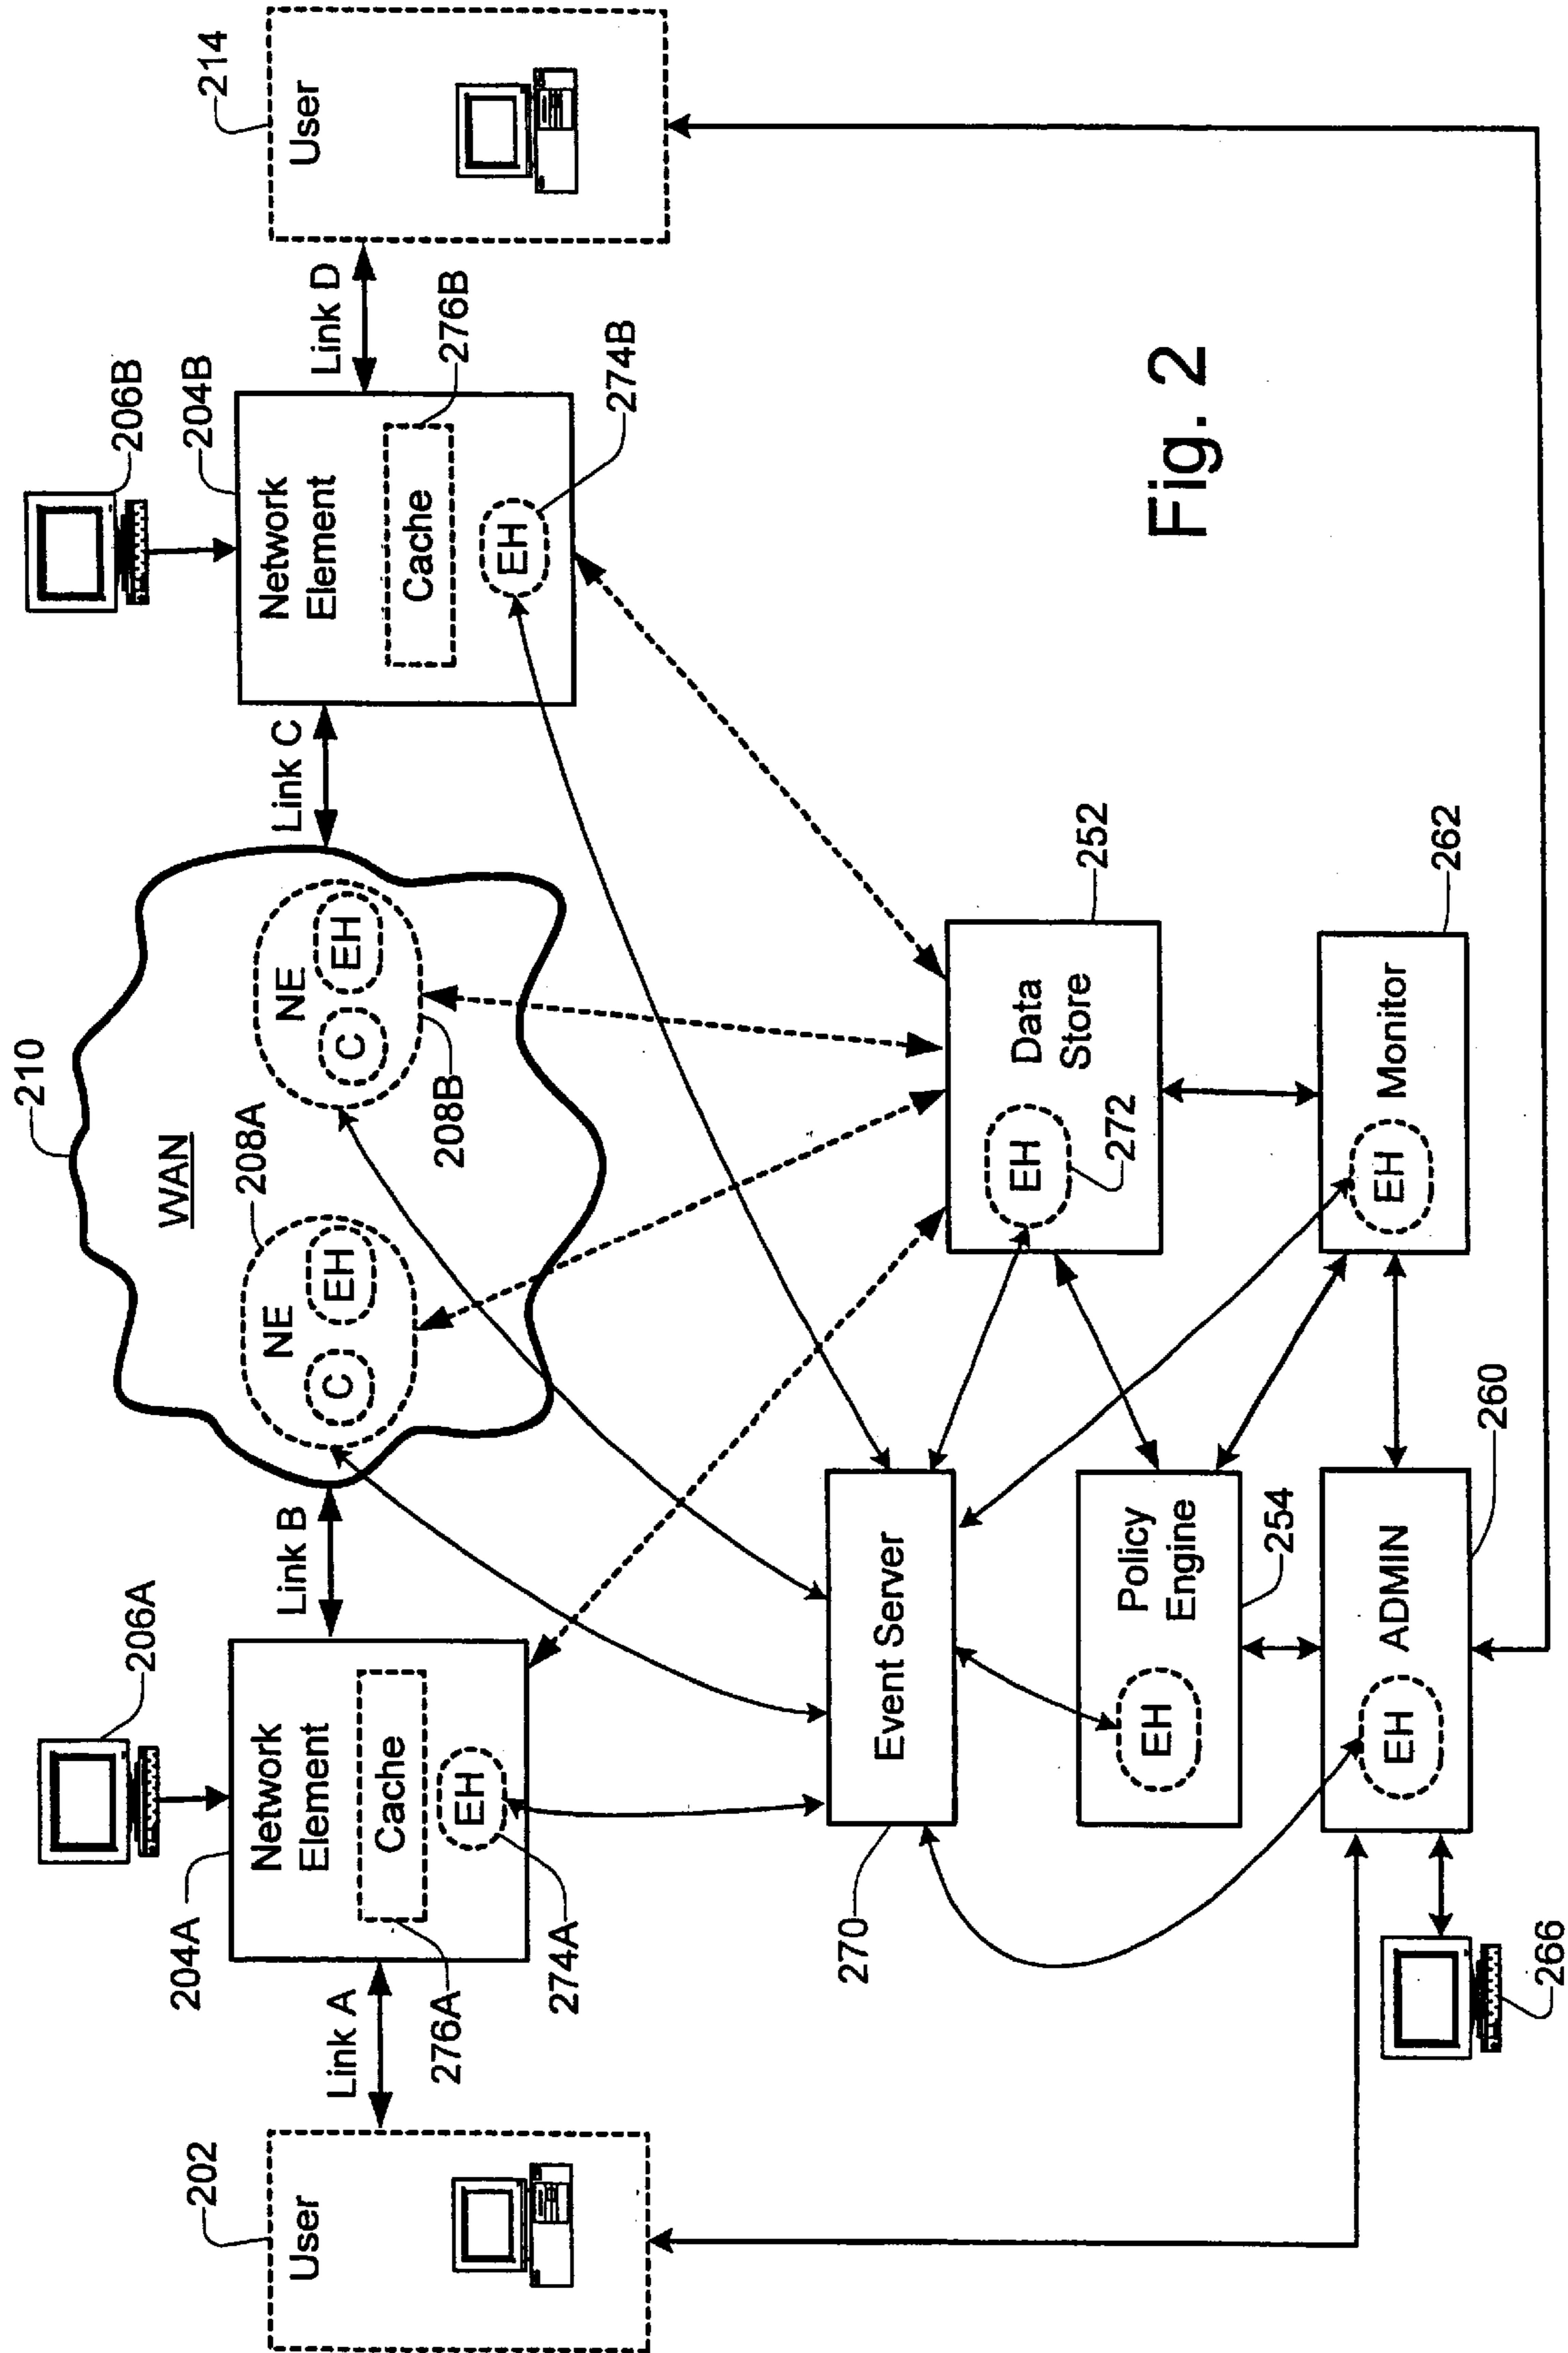 206A
206B
210
WAN
204A
204B
202
214
User
Link A
Network
Element
Cache
EH
276A
274A
Link B
NE
C
EH
208A
NE
C
EH
208B
Link C
Network
Element
Cache
EH
276B
274B
Link D
User
270
Event Server
EH
Data
Store
272
252
EH
Policy
Engine
254
EH
ADMIN
260
EH
Monitor
262
266
Fig. 2